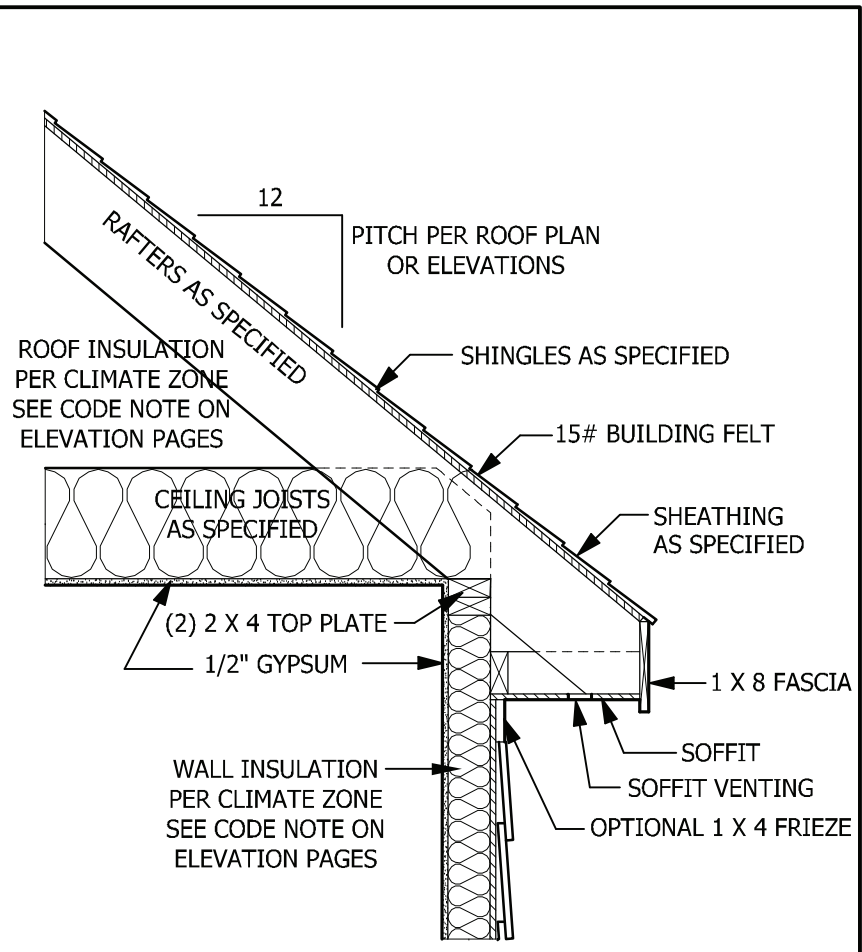 12
PITCH PER ROOF PLAN
OR ELEVATIONS
RAFTERS AS SPECIFIED
ROOF INSULATION
PER CLIMATE ZONE
SEE CODE NOTE ON
ELEVATION PAGES
SHINGLES AS SPECIFIED
15# BUILDING FELT
CEILING JOISTS
AS SPECIFIED
SHEATHING
AS SPECIFIED
(2) 2 X 4 TOP PLATE
1/2" GYPSUM
1 X 8 FASCIA
SOFFIT
SOFFIT VENTING
OPTIONAL 1 X 4 FRIEZE
WALL INSULATION
PER CLIMATE ZONE
SEE CODE NOTE ON
ELEVATION PAGES